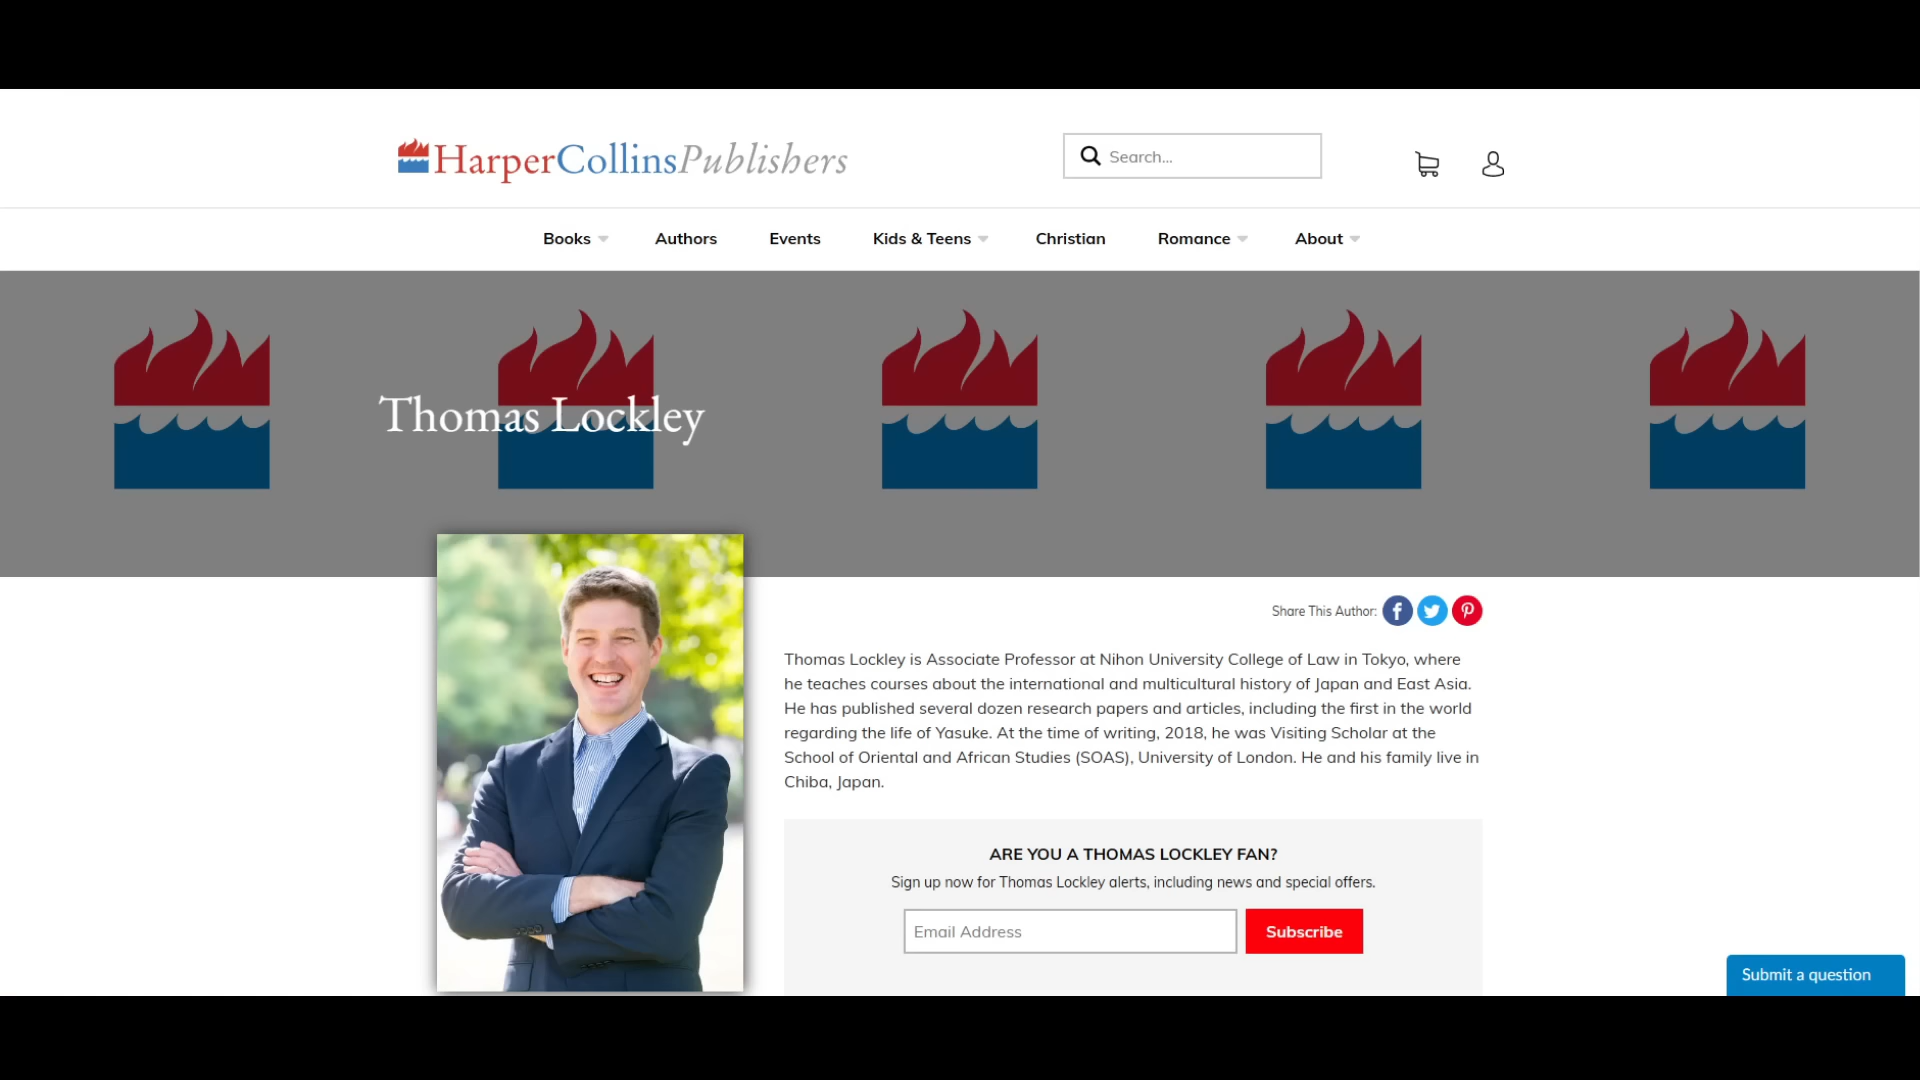 HarperCollinsPublishers
Search...
Books
Authors
Events
Kids & Teens
Christian
Romance
About
Thomas Lockley
Share This Author:
Thomas Lockley is Associate Professor at Nihon University College of Law in Tokyo, where
he teaches courses about the international and multicultural history of Japan and East Asia.
He has published several dozen research papers and articles, including the first in the world
regarding the life of Yasuke. At the time of writing, 2018, he was Visiting Scholar at the
School of Oriental and African Studies (SOAS), University of London. He and his family live in
Chiba, Japan.
ARE YOU A THOMAS LOCKLEY FAN?
Sign up now for Thomas Lockley alerts, including news and special offers.
Email Address
Subscribe
Submit a question